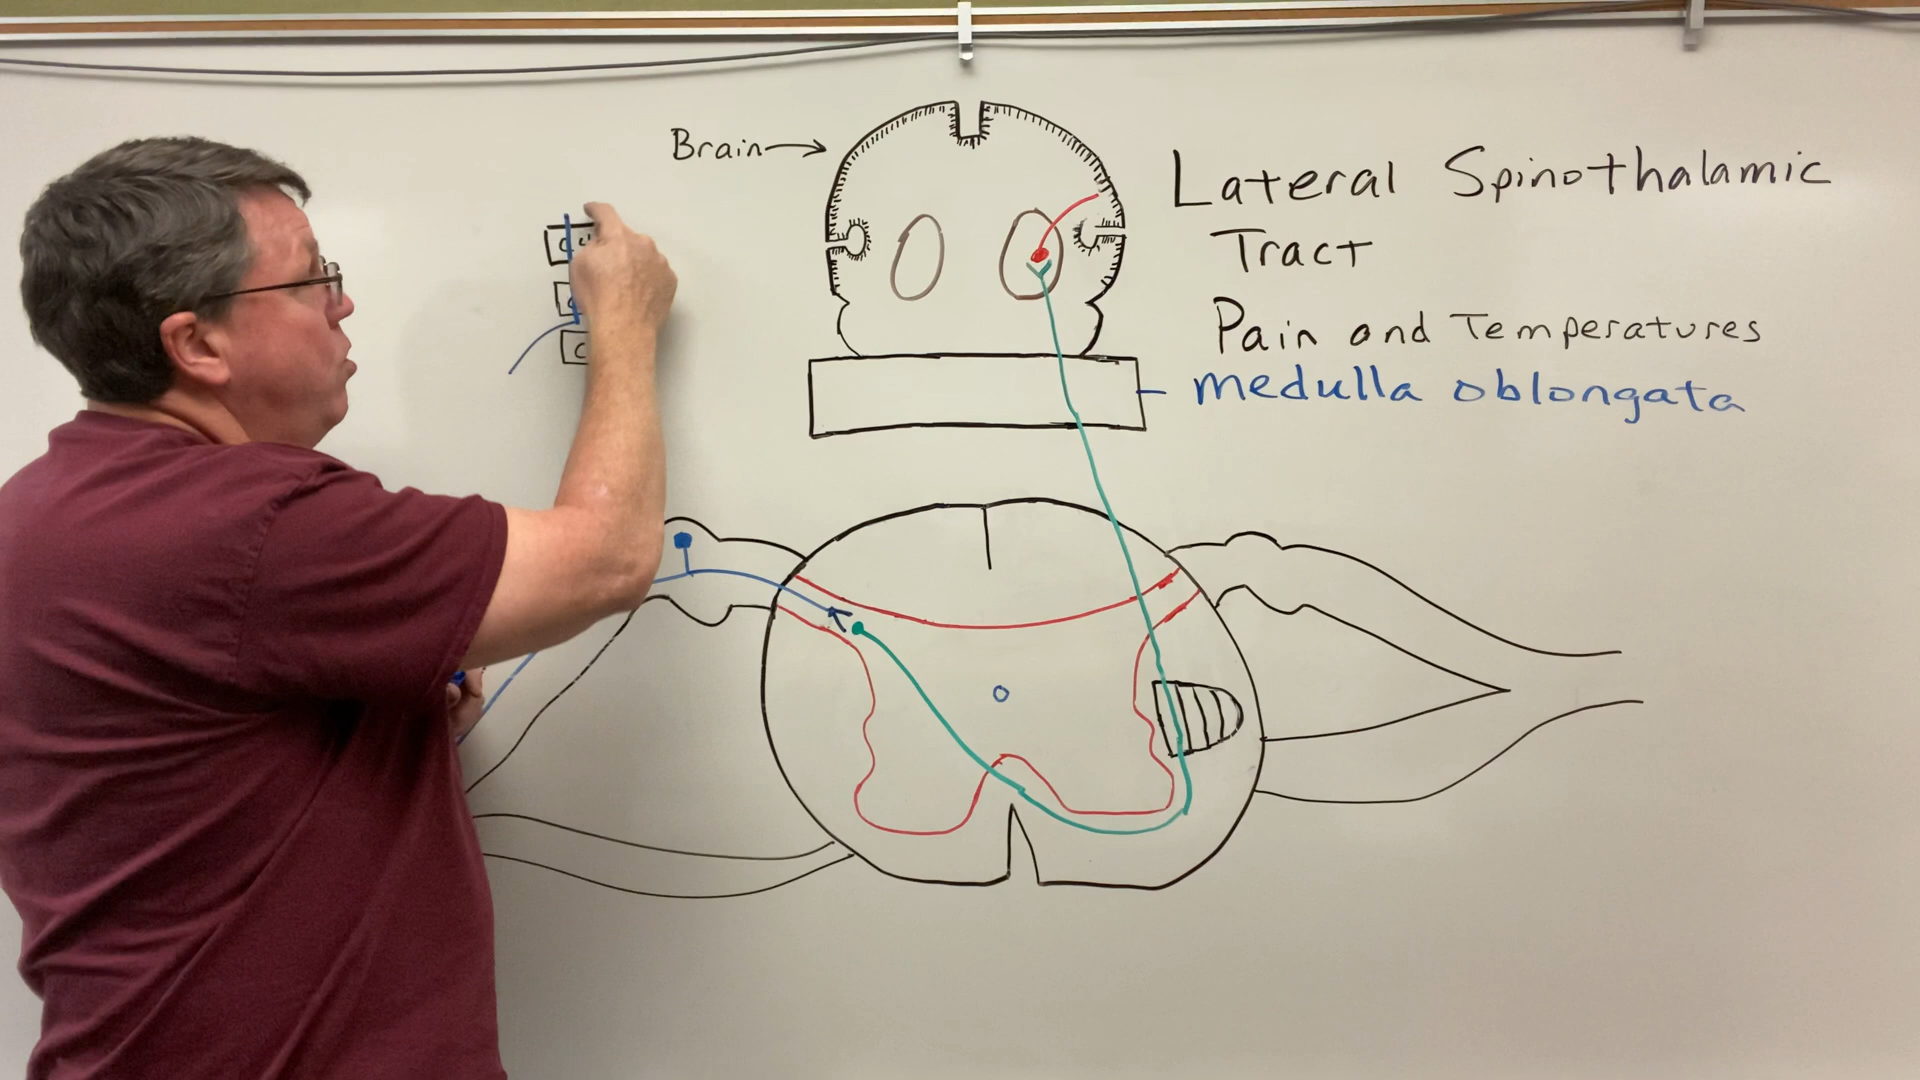 Brain
Lateral Spinothalamic
Tract
Pain and Temperatures
medulla oblongata